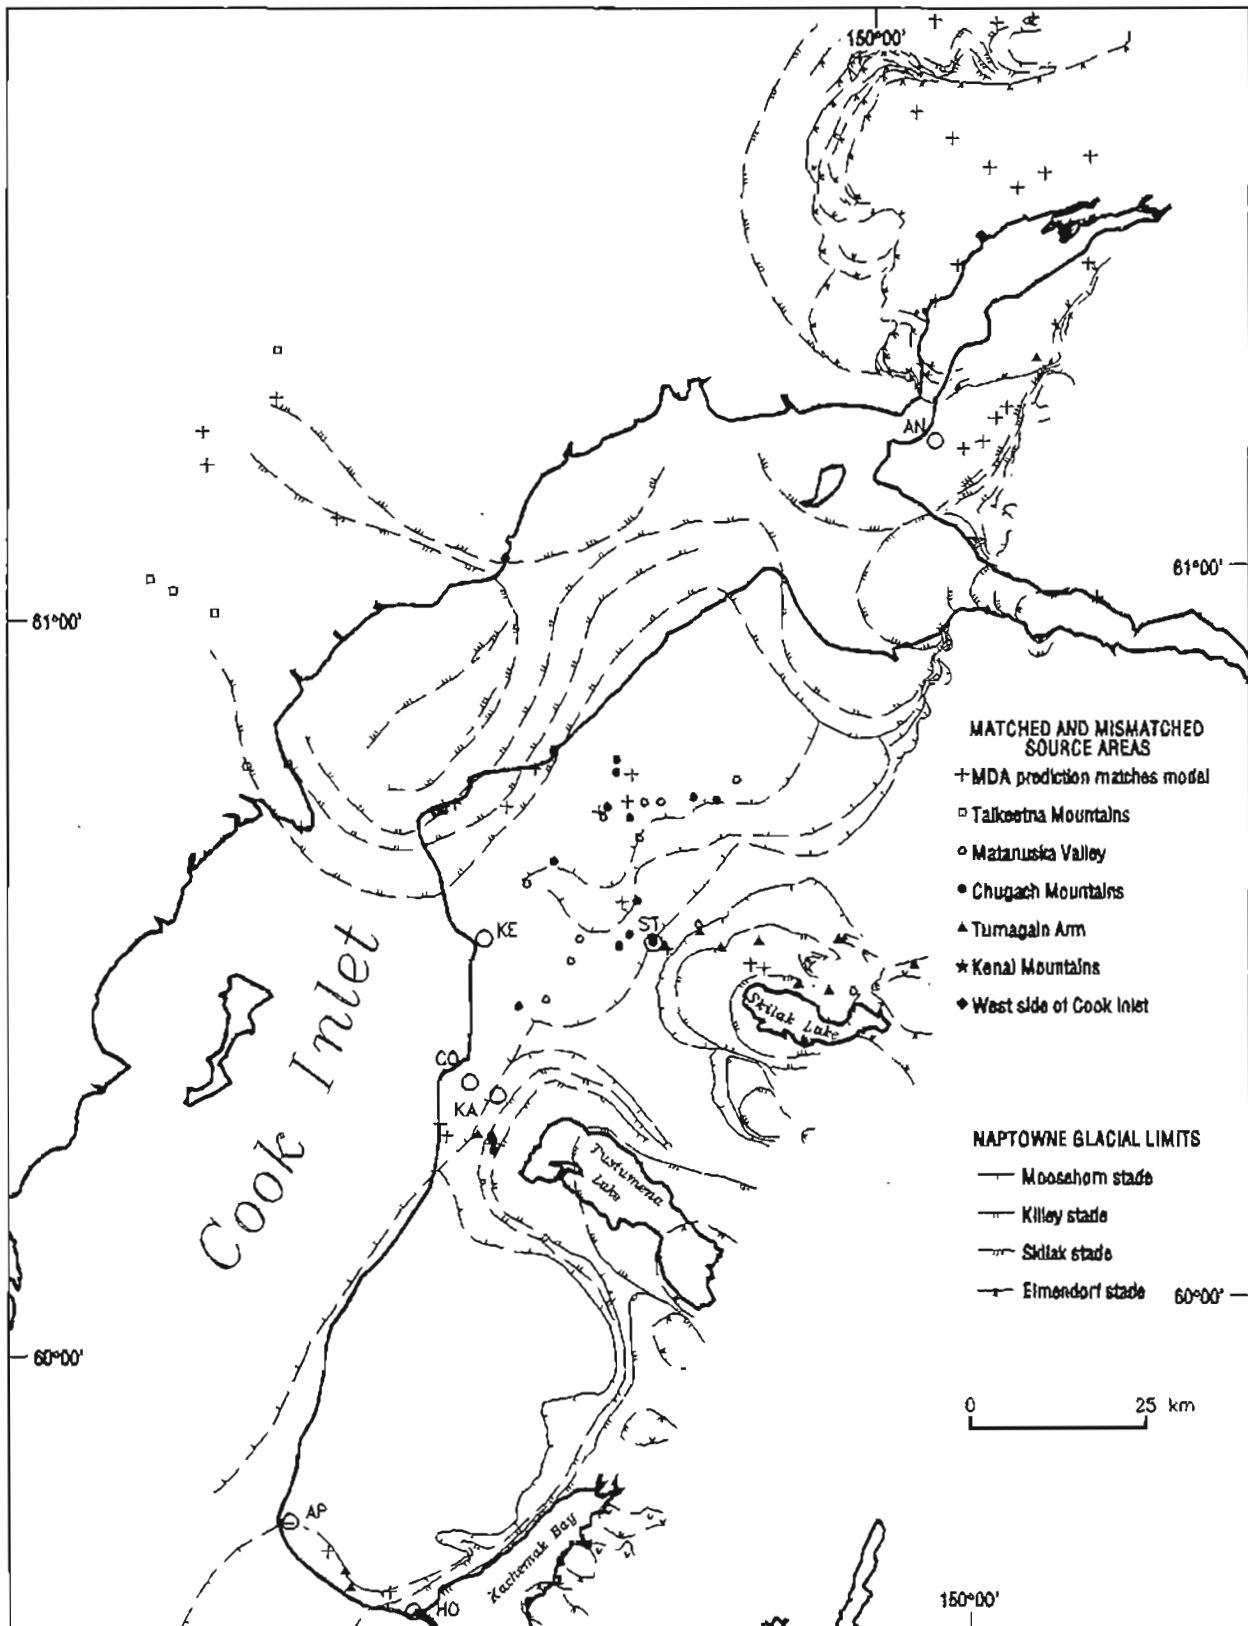 150°00'
AN
61°00'
61°00'
MATCHED AND MISMATCHED
SOURCE AREAS
MDA prediction matches model
Talkeetna Mountains
Matanuska Valley
Chugach Mountains
Turnagain Arm
Kenai Mountains
West side of Cook Inlet
KE
ST
Skilak Lake
Cook Inlet
CO
KA
Tustumena
Lake
NAPTOWNE GLACIAL LIMITS
Moosehorn stade
Killey stade
Skilak stade
Elmendorf stade
60°00'
60°00'
0 25 km
AP
Kachemak Bay
HO
150°00'